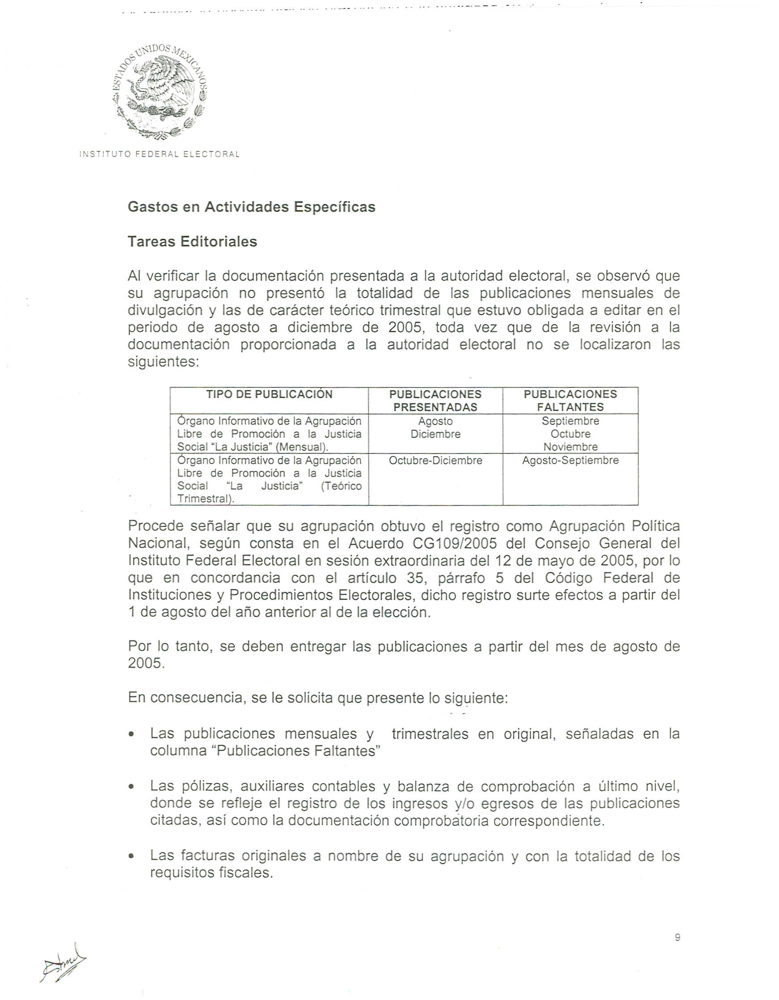 ESTADOS UNIDOS MEXICANOS
INSTITUTO FEDERAL ELECTORAL
Gastos en Actividades Específicas
Tareas Editoriales
Al verificar la documentación presentada a la autoridad electoral, se observó que
su agrupación no presentó la totalidad de las publicaciones mensuales de
divulgación y las de carácter teórico trimestral que estuvo obligada a editar en el
periodo de agosto a diciembre de 2005, toda vez que de la revisión a la
documentación proporcionada a la autoridad electoral no se localizaron las
siguientes:
TIPO DE PUBLICACIÓN
PUBLICACIONES
PRESENTADAS
PUBLICACIONES
FALTANTES
Órgano Informativo de la Agrupación
Libre de Promoción a la Justicia
Social "La Justicia" (Mensual).
Agosto
Diciembre
Septiembre
Octubre
Noviembre
Órgano Informativo de la Agrupación
Libre de Promoción a la Justicia
Social "La Justicia" (Teórico
Trimestral).
Octubre-Diciembre
Agosto-Septiembre
Procede señalar que su agrupación obtuvo el registro como Agrupación Política
Nacional, según consta en el Acuerdo CG109/2005 del Consejo General del
Instituto Federal Electoral en sesión extraordinaria del 12 de mayo de 2005, por lo
que en concordancia con el artículo 35, párrafo 5 del Código Federal de
Instituciones y Procedimientos Electorales, dicho registro surte efectos a partir del
1 de agosto del año anterior al de la elección.
Por lo tanto, se deben entregar las publicaciones a partir del mes de agosto de
2005.
En consecuencia, se le solicita que presente lo siguiente:
• Las publicaciones mensuales y trimestrales en original, señaladas en la
columna "Publicaciones Faltantes"
• Las pólizas, auxiliares contables y balanza de comprobación a último nivel,
donde se refleje el registro de los ingresos y/o egresos de las publicaciones
citadas, así como la documentación comprobatoria correspondiente.
• Las facturas originales a nombre de su agrupación y con la totalidad de los
requisitos fiscales.
9